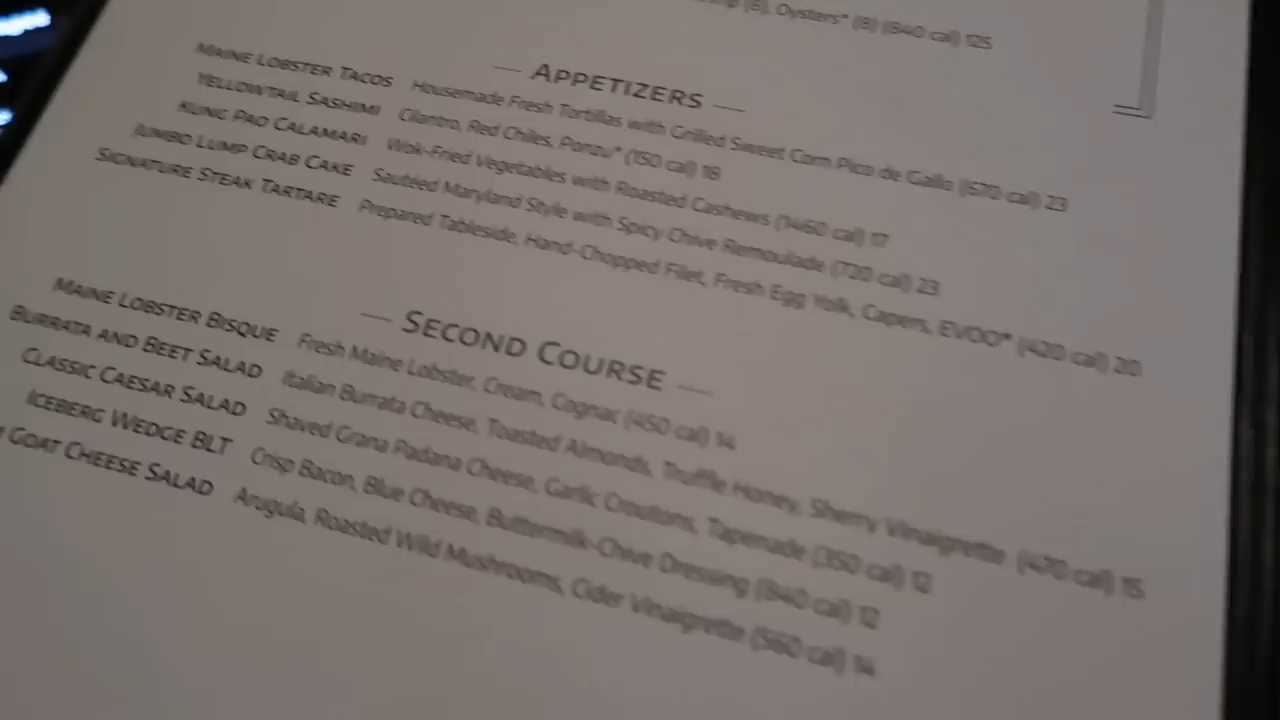 Oysters* (8) (840 cal) 125
— APPETIZERS —
MAINE LOBSTER TACOS Housemade Fresh Tortillas with Grilled Sweet Corn Pico de Gallo (670 cal) 23
YELLOWTAIL SASHIMI Cilantro, Red Chiles, Ponzu* (150 cal) 18
KUNG PAO CALAMARI Wok-Fried Vegetables with Roasted Cashews (1460 cal) 17
JUMBO LUMP CRAB CAKE Sautéed Maryland Style with Spicy Chive Remoulade (720 cal) 23
SIGNATURE STEAK TARTARE Prepared Tableside, Hand-Chopped Filet, Fresh Egg Yolk, Capers, EVOO* (420 cal) 20
— SECOND COURSE —
MAINE LOBSTER BISQUE Fresh Maine Lobster, Cream, Cognac (450 cal) 14
BURRATA AND BEET SALAD Italian Burrata Cheese, Toasted Almonds, Truffle Honey, Sherry Vinaigrette (470 cal) 15
CLASSIC CAESAR SALAD Shaved Grana Padana Cheese, Garlic Croutons, Tapenade (350 cal) 12
ICEBERG WEDGE BLT Crisp Bacon, Blue Cheese, Buttermilk-Chive Dressing (840 cal) 12
GOAT CHEESE SALAD Arugula, Roasted Wild Mushrooms, Cider Vinaigrette (560 cal) 14